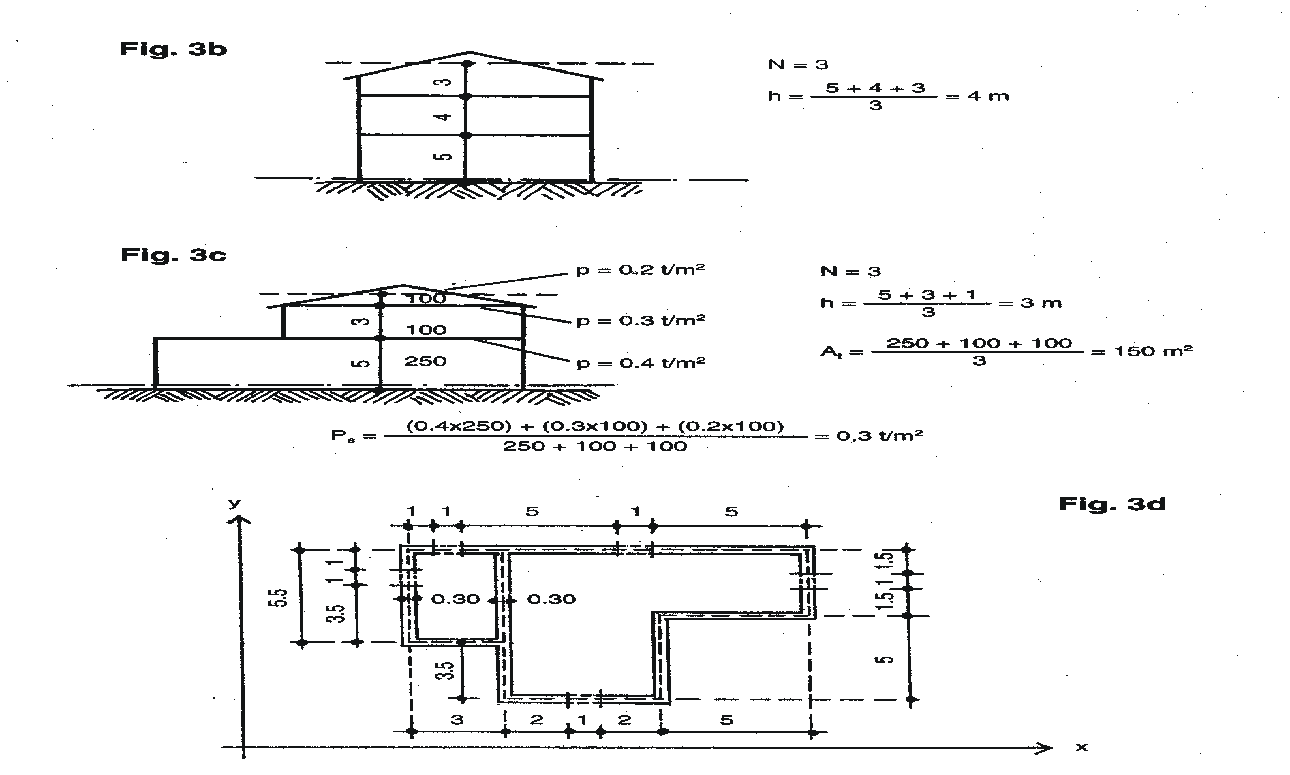 Fig. 3b
N = 3
h = 5 + 4 + 3 / 3 = 4 m
3
4
5
Fig. 3c
p = 0.2 t/m²
p = 0.3 t/m²
p = 0.4 t/m²
100
3
100
5
250
N = 3
h = 5 + 3 + 1 / 3 = 3 m
At = 250 + 100 + 100 / 3 = 150 m²
Ps = (0.4x250) + (0.3x100) + (0.2x100) / 250 + 100 + 100 = 0,3 t/m²
Fig. 3d
y
1 1 5 1 5
5.5
1
1
3.5
0.30 0.30
1.5
1
1.5
3.5
5
3 2 1 2 5
x